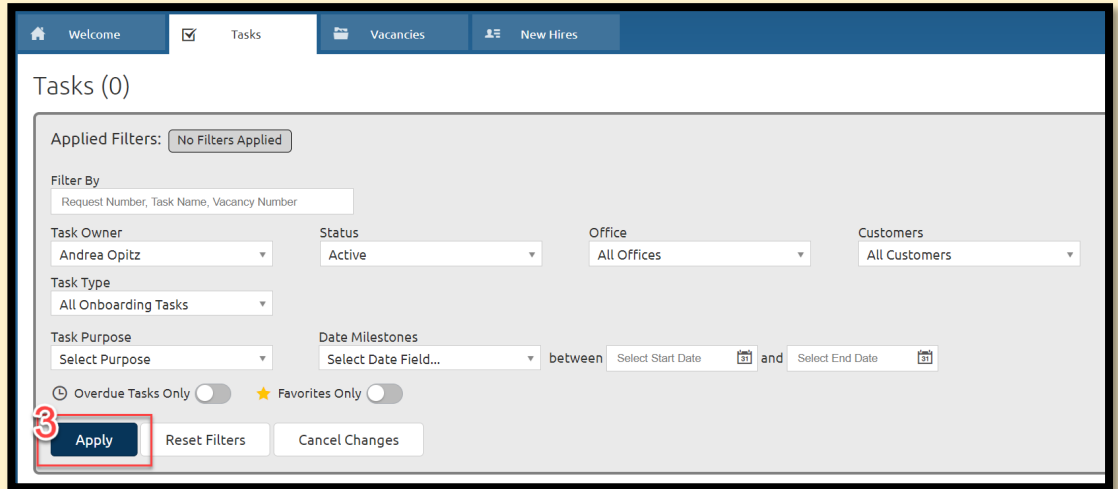 Welcome Tasks Vacancies New Hires
Tasks (0)
Applied Filters: No Filters Applied
Filter By
Request Number, Task Name, Vacancy Number
Task Owner Status Office Customers
Andrea Opitz Active All Offices All Customers
Task Type
All Onboarding Tasks
Task Purpose Date Milestones
Select Purpose Select Date Field... between Select Start Date 31 and Select End Date 31
Overdue Tasks Only Favorites Only
3
Apply Reset Filters Cancel Changes